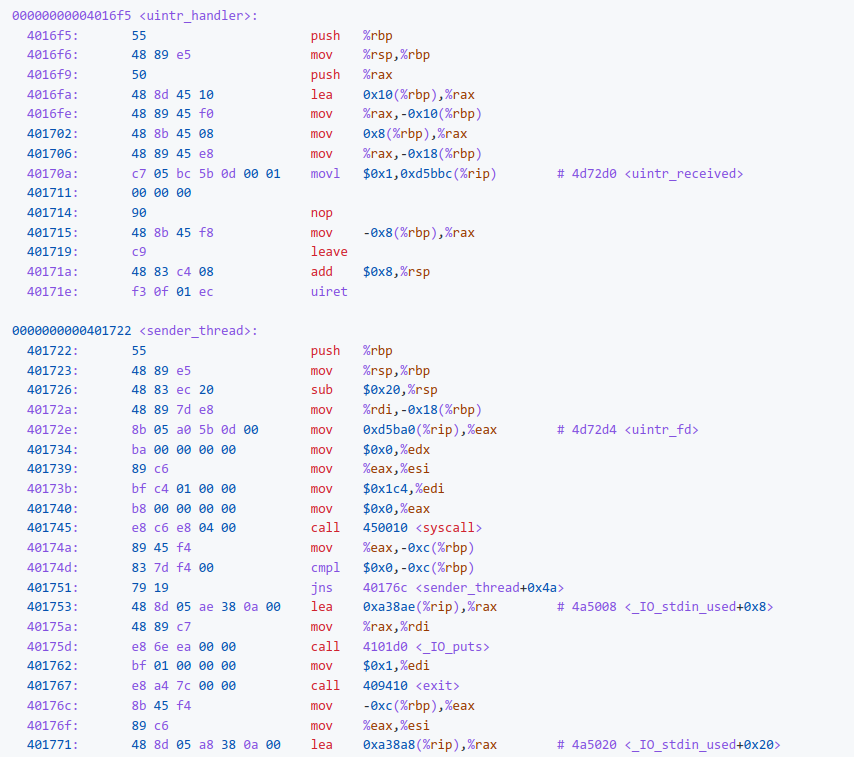 00000000004016f5 <uintr_handler>:
4016f5: 55 push %rbp
4016f6: 48 89 e5 mov %rsp,%rbp
4016f9: 50 push %rax
4016fa: 48 8d 45 10 lea 0x10(%rbp),%rax
4016fe: 48 89 45 f0 mov %rax,-0x10(%rbp)
401702: 48 8b 45 08 mov 0x8(%rbp),%rax
401706: 48 89 45 e8 mov %rax,-0x18(%rbp)
40170a: c7 05 bc 5b 0d 00 01 movl $0x1,0xd5bbc(%rip) # 4d72d0 <uintr_received>
401711: 00 00 00
401714: 90 nop
401715: 48 8b 45 f8 mov -0x8(%rbp),%rax
401719: c9 leave
40171a: 48 83 c4 08 add $0x8,%rsp
40171e: f3 0f 01 ec uiret
0000000000401722 <sender_thread>:
401722: 55 push %rbp
401723: 48 89 e5 mov %rsp,%rbp
401726: 48 83 ec 20 sub $0x20,%rsp
40172a: 48 89 7d e8 mov %rdi,-0x18(%rbp)
40172e: 8b 05 a0 5b 0d 00 mov 0xd5ba0(%rip),%eax # 4d72d4 <uintr_fd>
401734: ba 00 00 00 00 mov $0x0,%edx
401739: 89 c6 mov %eax,%esi
40173b: bf c4 01 00 00 mov $0x1c4,%edi
401740: b8 00 00 00 00 mov $0x0,%eax
401745: e8 c6 e8 04 00 call 450010 <syscall>
40174a: 89 45 f4 mov %eax,-0xc(%rbp)
40174d: 83 7d f4 00 cmpl $0x0,-0xc(%rbp)
401751: 79 19 jns 40176c <sender_thread+0x4a>
401753: 48 8d 05 ae 38 0a 00 lea 0xa38ae(%rip),%rax # 4a5008 <_IO_stdin_used+0x8>
40175a: 48 89 c7 mov %rax,%rdi
40175d: e8 6e ea 00 00 call 4101d0 <_IO_puts>
401762: bf 01 00 00 00 mov $0x1,%edi
401767: e8 a4 7c 00 00 call 409410 <exit>
40176c: 8b 45 f4 mov -0xc(%rbp),%eax
40176f: 89 c6 mov %eax,%esi
401771: 48 8d 05 a8 38 0a 00 lea 0xa38a8(%rip),%rax # 4a5020 <_IO_stdin_used+0x20>